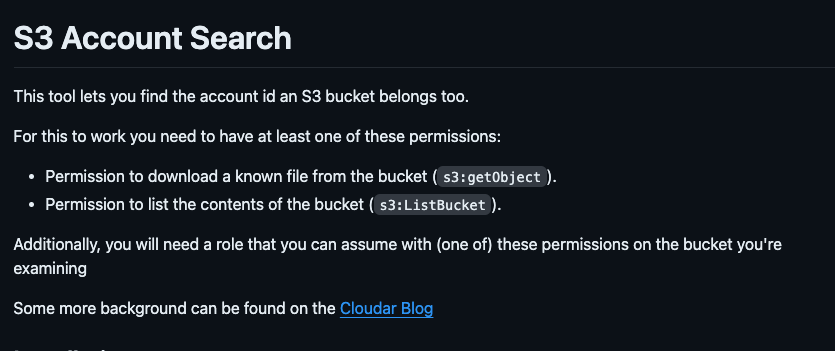 S3 Account Search
This tool lets you find the account id an S3 bucket belongs too.
For this to work you need to have at least one of these permissions:
• Permission to download a known file from the bucket (s3:getObject).
• Permission to list the contents of the bucket (s3:ListBucket).
Additionally, you will need a role that you can assume with (one of) these permissions on the bucket you're
examining
Some more background can be found on the Cloudar Blog